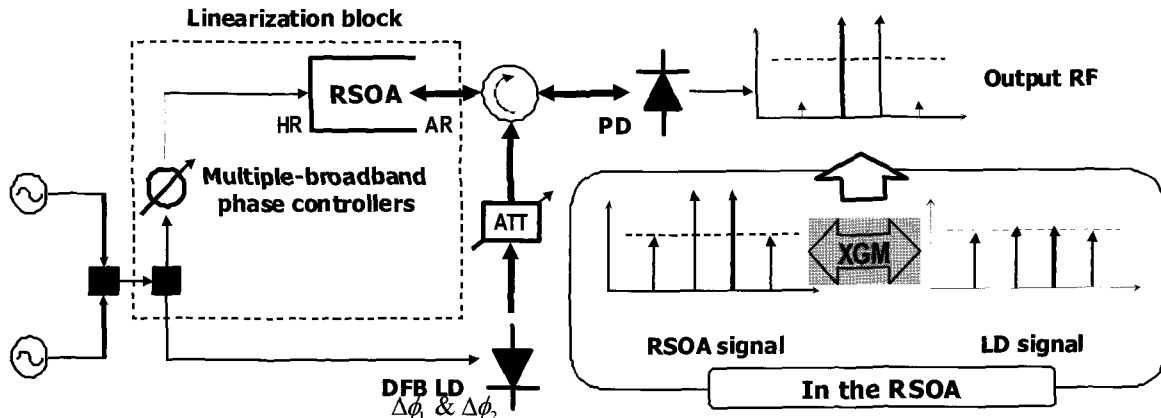 Linearization block
RSOA
HR
AR
PD
Output RF
Multiple-broadband
phase controllers
ATT
XGM
RSOA signal
LD signal
DFB LD
Δϕ₁ & Δϕ₂
In the RSOA